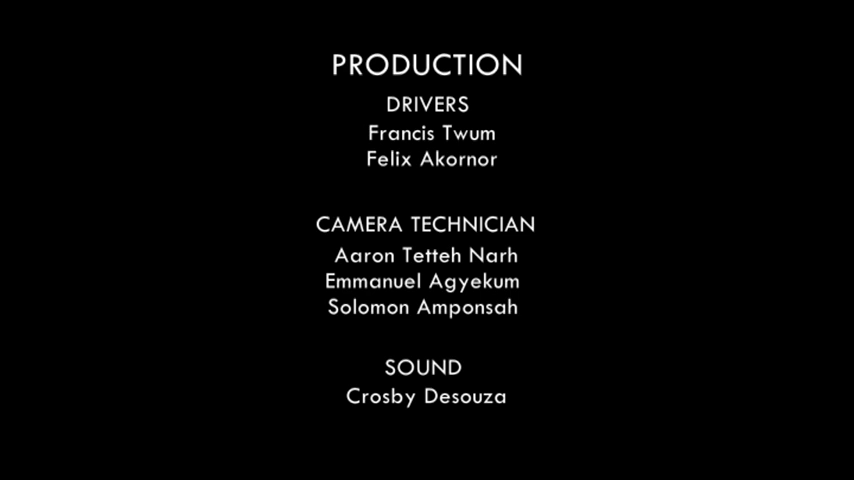 PRODUCTION
DRIVERS
Francis Twum
Felix Akornor
CAMERA TECHNICIAN
Aaron Tetteh Narh
Emmanuel Agyekum
Solomon Amponsah
SOUND
Crosby Desouza